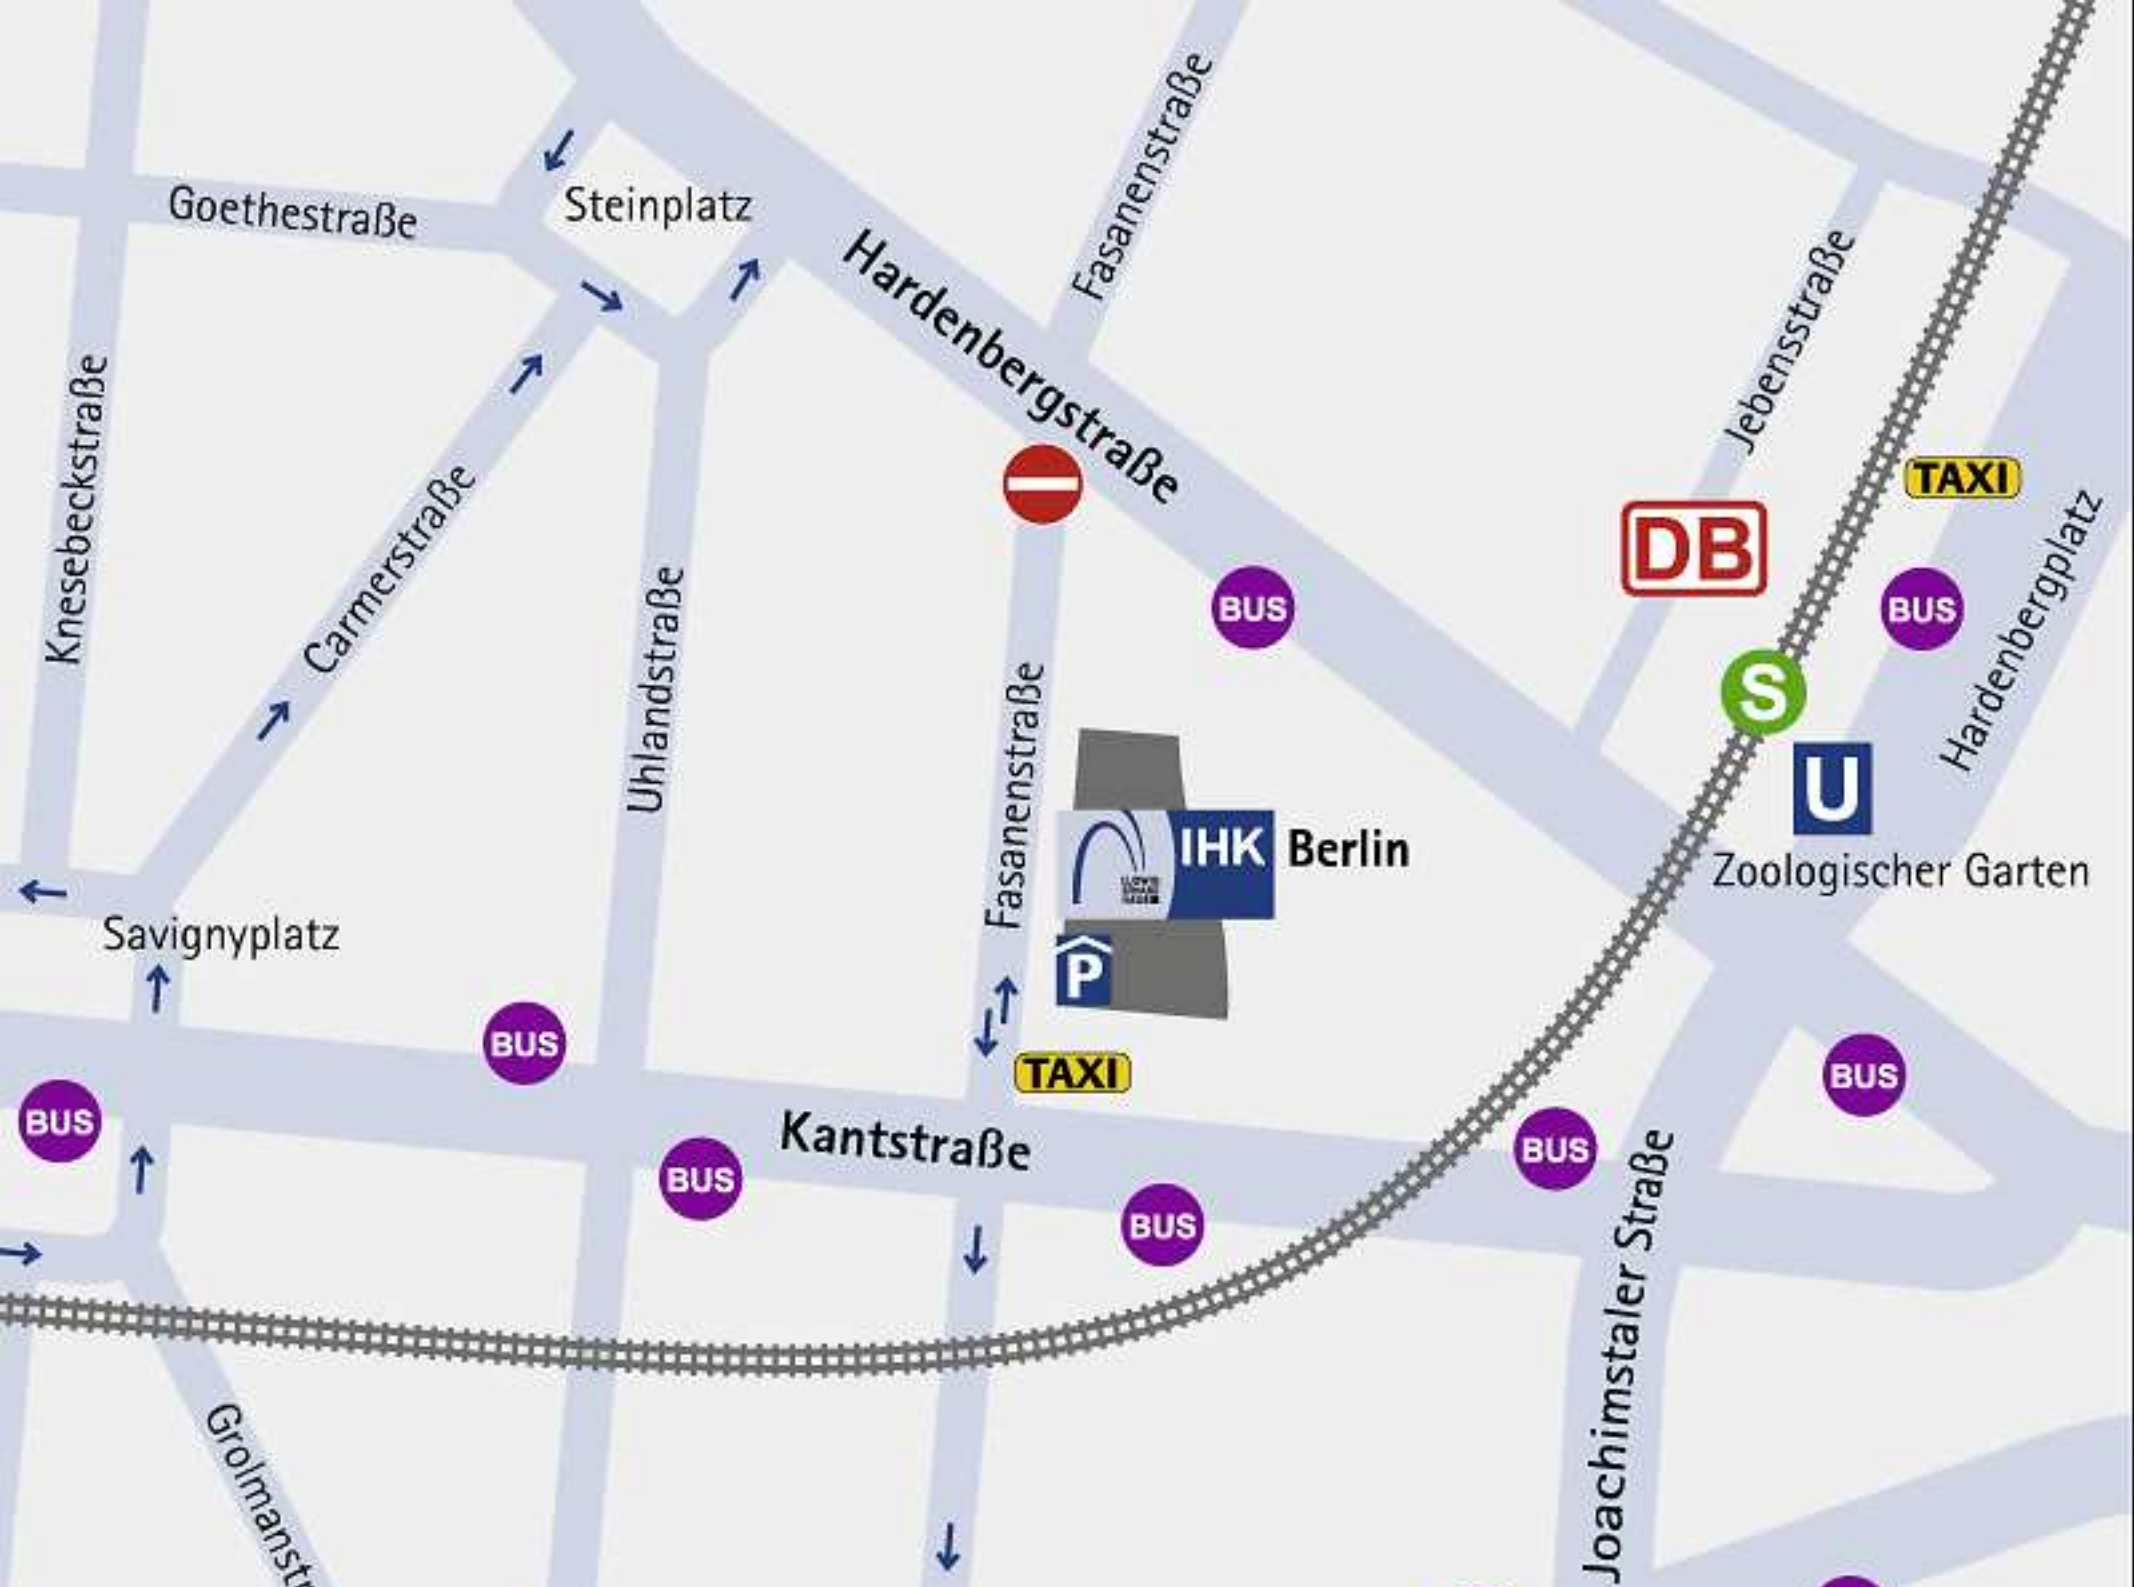 Fasanenstraße
Goethestraße
Steinplatz
Hardenbergstraße
Jebensstraße
Knesebeckstraße
Carmerstraße
TAXI
DB
BUS
BUS
Hardenbergplatz
Uhlandstraße
Fasanenstraße
S
U
IHK Berlin
Zoologischer Garten
Savignyplatz
P
BUS
TAXI
BUS
BUS
Kantstraße
BUS
BUS
BUS
Joachimstaler Straße
Grolmanstr